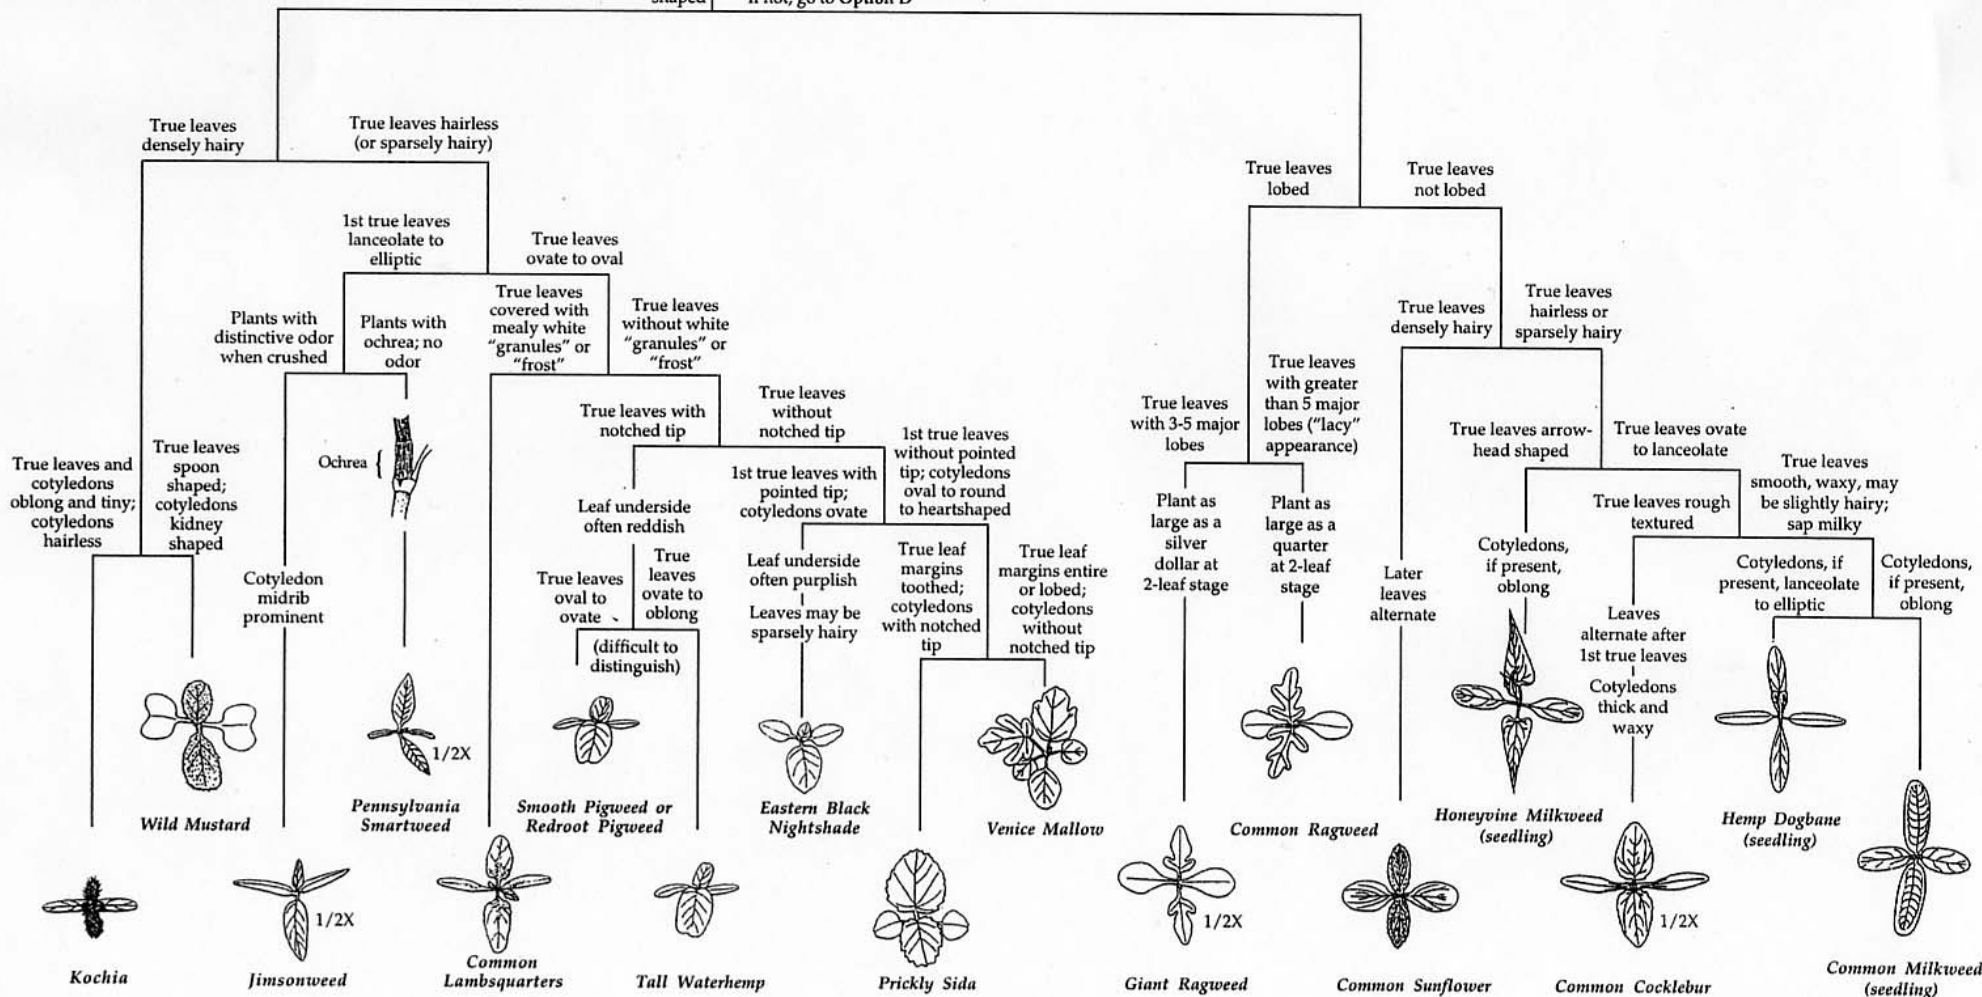 if not, go to Option D
True leaves
densely hairy
True leaves hairless
(or sparsely hairy)
True leaves
lobed
True leaves
not lobed
1st true leaves
lanceolate to
elliptic
True leaves
ovate to oval
Plants with
distinctive odor
when crushed
Plants with
ochrea; no
odor
True leaves
covered with
mealy white
"granules" or
"frost"
True leaves
without white
"granules" or
"frost"
True leaves
densely hairy
True leaves
hairless or
sparsely hairy
True leaves and
cotyledons
oblong and tiny;
cotyledons
hairless
True leaves
spoon
shaped;
cotyledons
kidney
shaped
Ochrea {
True leaves with
notched tip
True leaves
without
notched tip
True leaves
with 3-5 major
lobes
True leaves
with greater
than 5 major
lobes ("lacy"
appearance)
True leaves arrow-
head shaped
True leaves ovate
to lanceolate
Leaf underside
often reddish
1st true leaves with
pointed tip;
cotyledons ovate
1st true leaves
without pointed
tip; cotyledons
oval to round
to heartshaped
Plant as
large as a
silver
dollar at
2-leaf stage
Plant as
large as a
quarter
at 2-leaf
stage
True leaves rough
textured
True leaves
smooth, waxy, may
be slightly hairy;
sap milky
Cotyledon
midrib
prominent
True leaves
oval to
ovate
True
leaves
ovate to
oblong
(difficult to
distinguish)
Leaf underside
often purplish
Leaves may be
sparsely hairy
True leaf
margins
toothed;
cotyledons
with notched
tip
True leaf
margins entire
or lobed;
cotyledons
without
notched tip
Later
leaves
alternate
Cotyledons,
if present,
oblong
Leaves
alternate after
1st true leaves
Cotyledons
thick and
waxy
Cotyledons, if
present, lanceolate
to elliptic
Cotyledons,
if present,
oblong
1/2X
Wild Mustard
Pennsylvania
Smartweed
Smooth Pigweed or
Redroot Pigweed
Eastern Black
Nightshade
Venice Mallow
Common Ragweed
Honeyvine Milkweed
(seedling)
Hemp Dogbane
(seedling)
1/2X
1/2X
1/2X
Kochia
Jimsonweed
Common
Lambsquarters
Tall Waterhemp
Prickly Sida
Giant Ragweed
Common Sunflower
Common Cocklebur
Common Milkweed
(seedling)